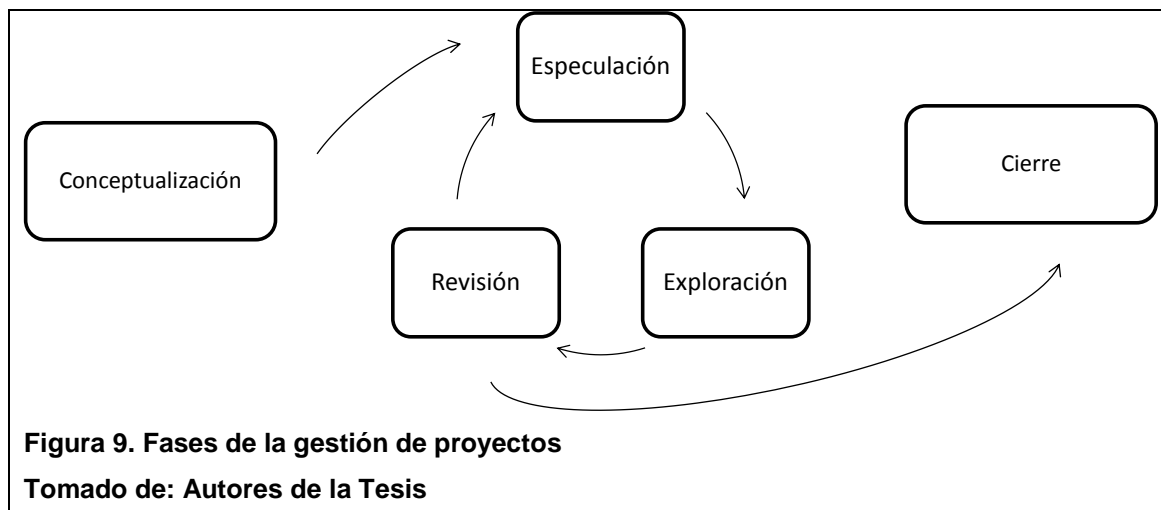 Especulación
Conceptualización
Cierre
Revisión
Exploración
Figura 9. Fases de la gestión de proyectos
Tomado de: Autores de la Tesis